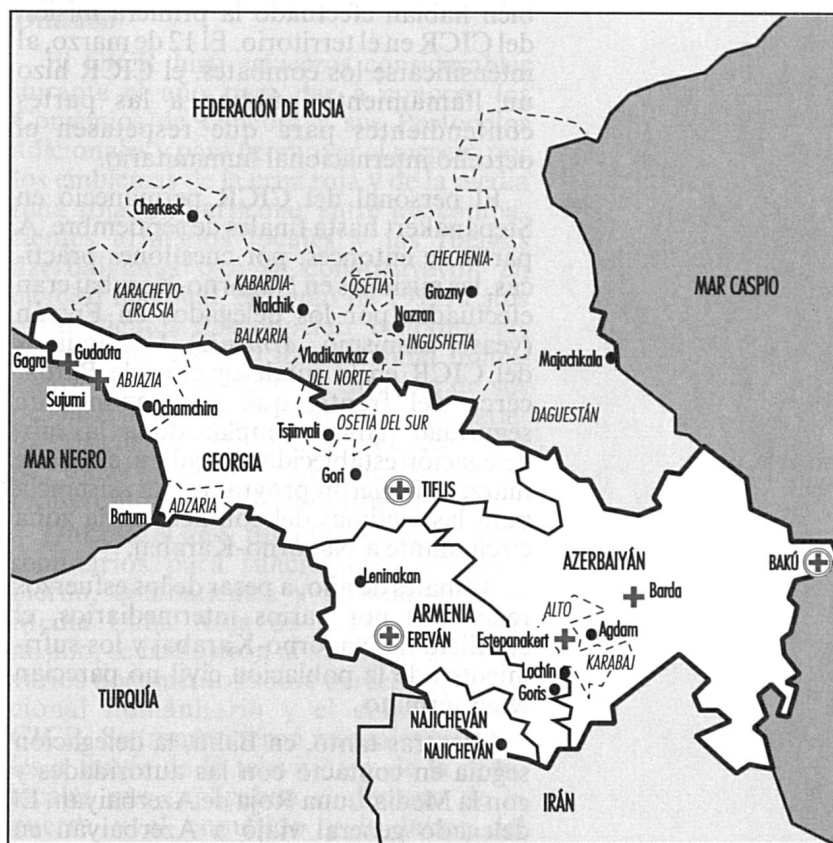 FEDERACIÓN DE RUSIA
Cherkesk
KARACHEVO-
CIRCASIA
KABARDIA-
Nalchik
BALKARIA
OSETIA
DEL NORTE
Nazran
CHECHENIA-
Grozny
INGUSHETIA
Vladikavkaz
MAR CASPIO
Majachkala
DAGUESTÁN
Gagra
Gudaúta
Sujumi
ABJAZIA
Ochamchira
MAR NEGRO
GEORGIA
Tsjinvali
OSETIA DEL SUR
Gori
TIFLIS
Batum
ADZARIA
Leninakan
ARMENIA
EREVÁN
AZERBAIYÁN
BAKÚ
Barda
ALTO
KARABAJ
Estepanakert
Agdam
Lachín
Goris
TURQUÍA
NAJICHEVÁN
NAJICHEVÁN
IRÁN